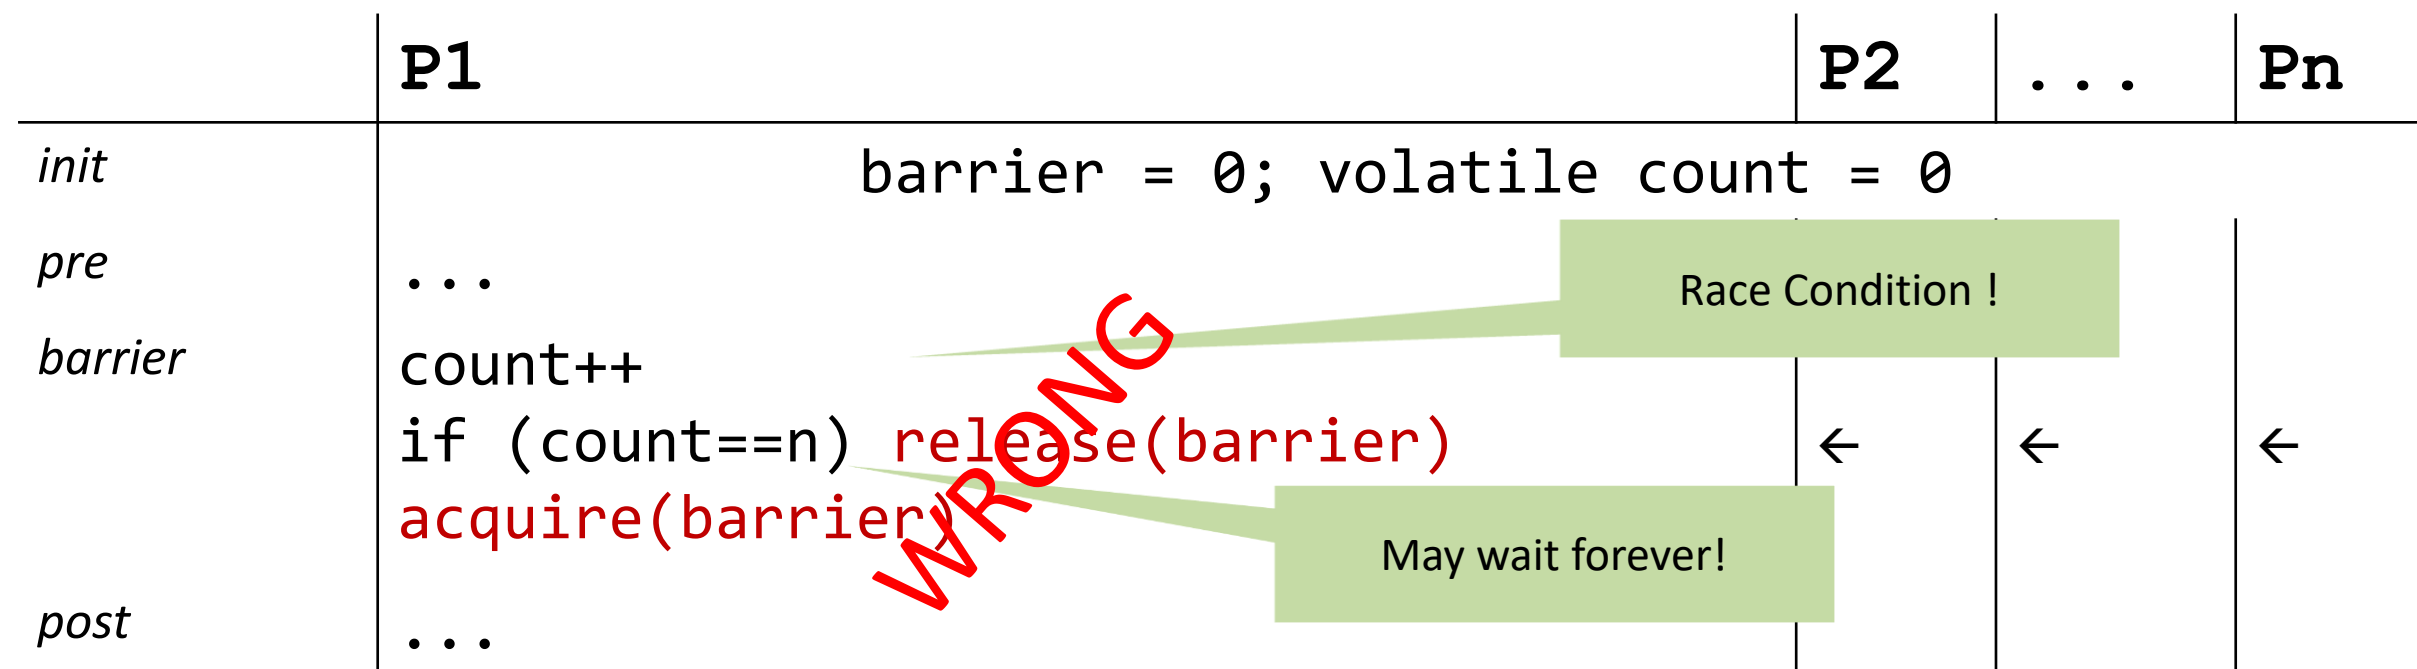 P1 P2 ... Pn
init barrier = 0; volatile count = 0
pre ...
Race Condition !
barrier count++
if (count==n) release(barrier) ← ← ←
acquire(barrier)
WRONG
May wait forever!
post ...